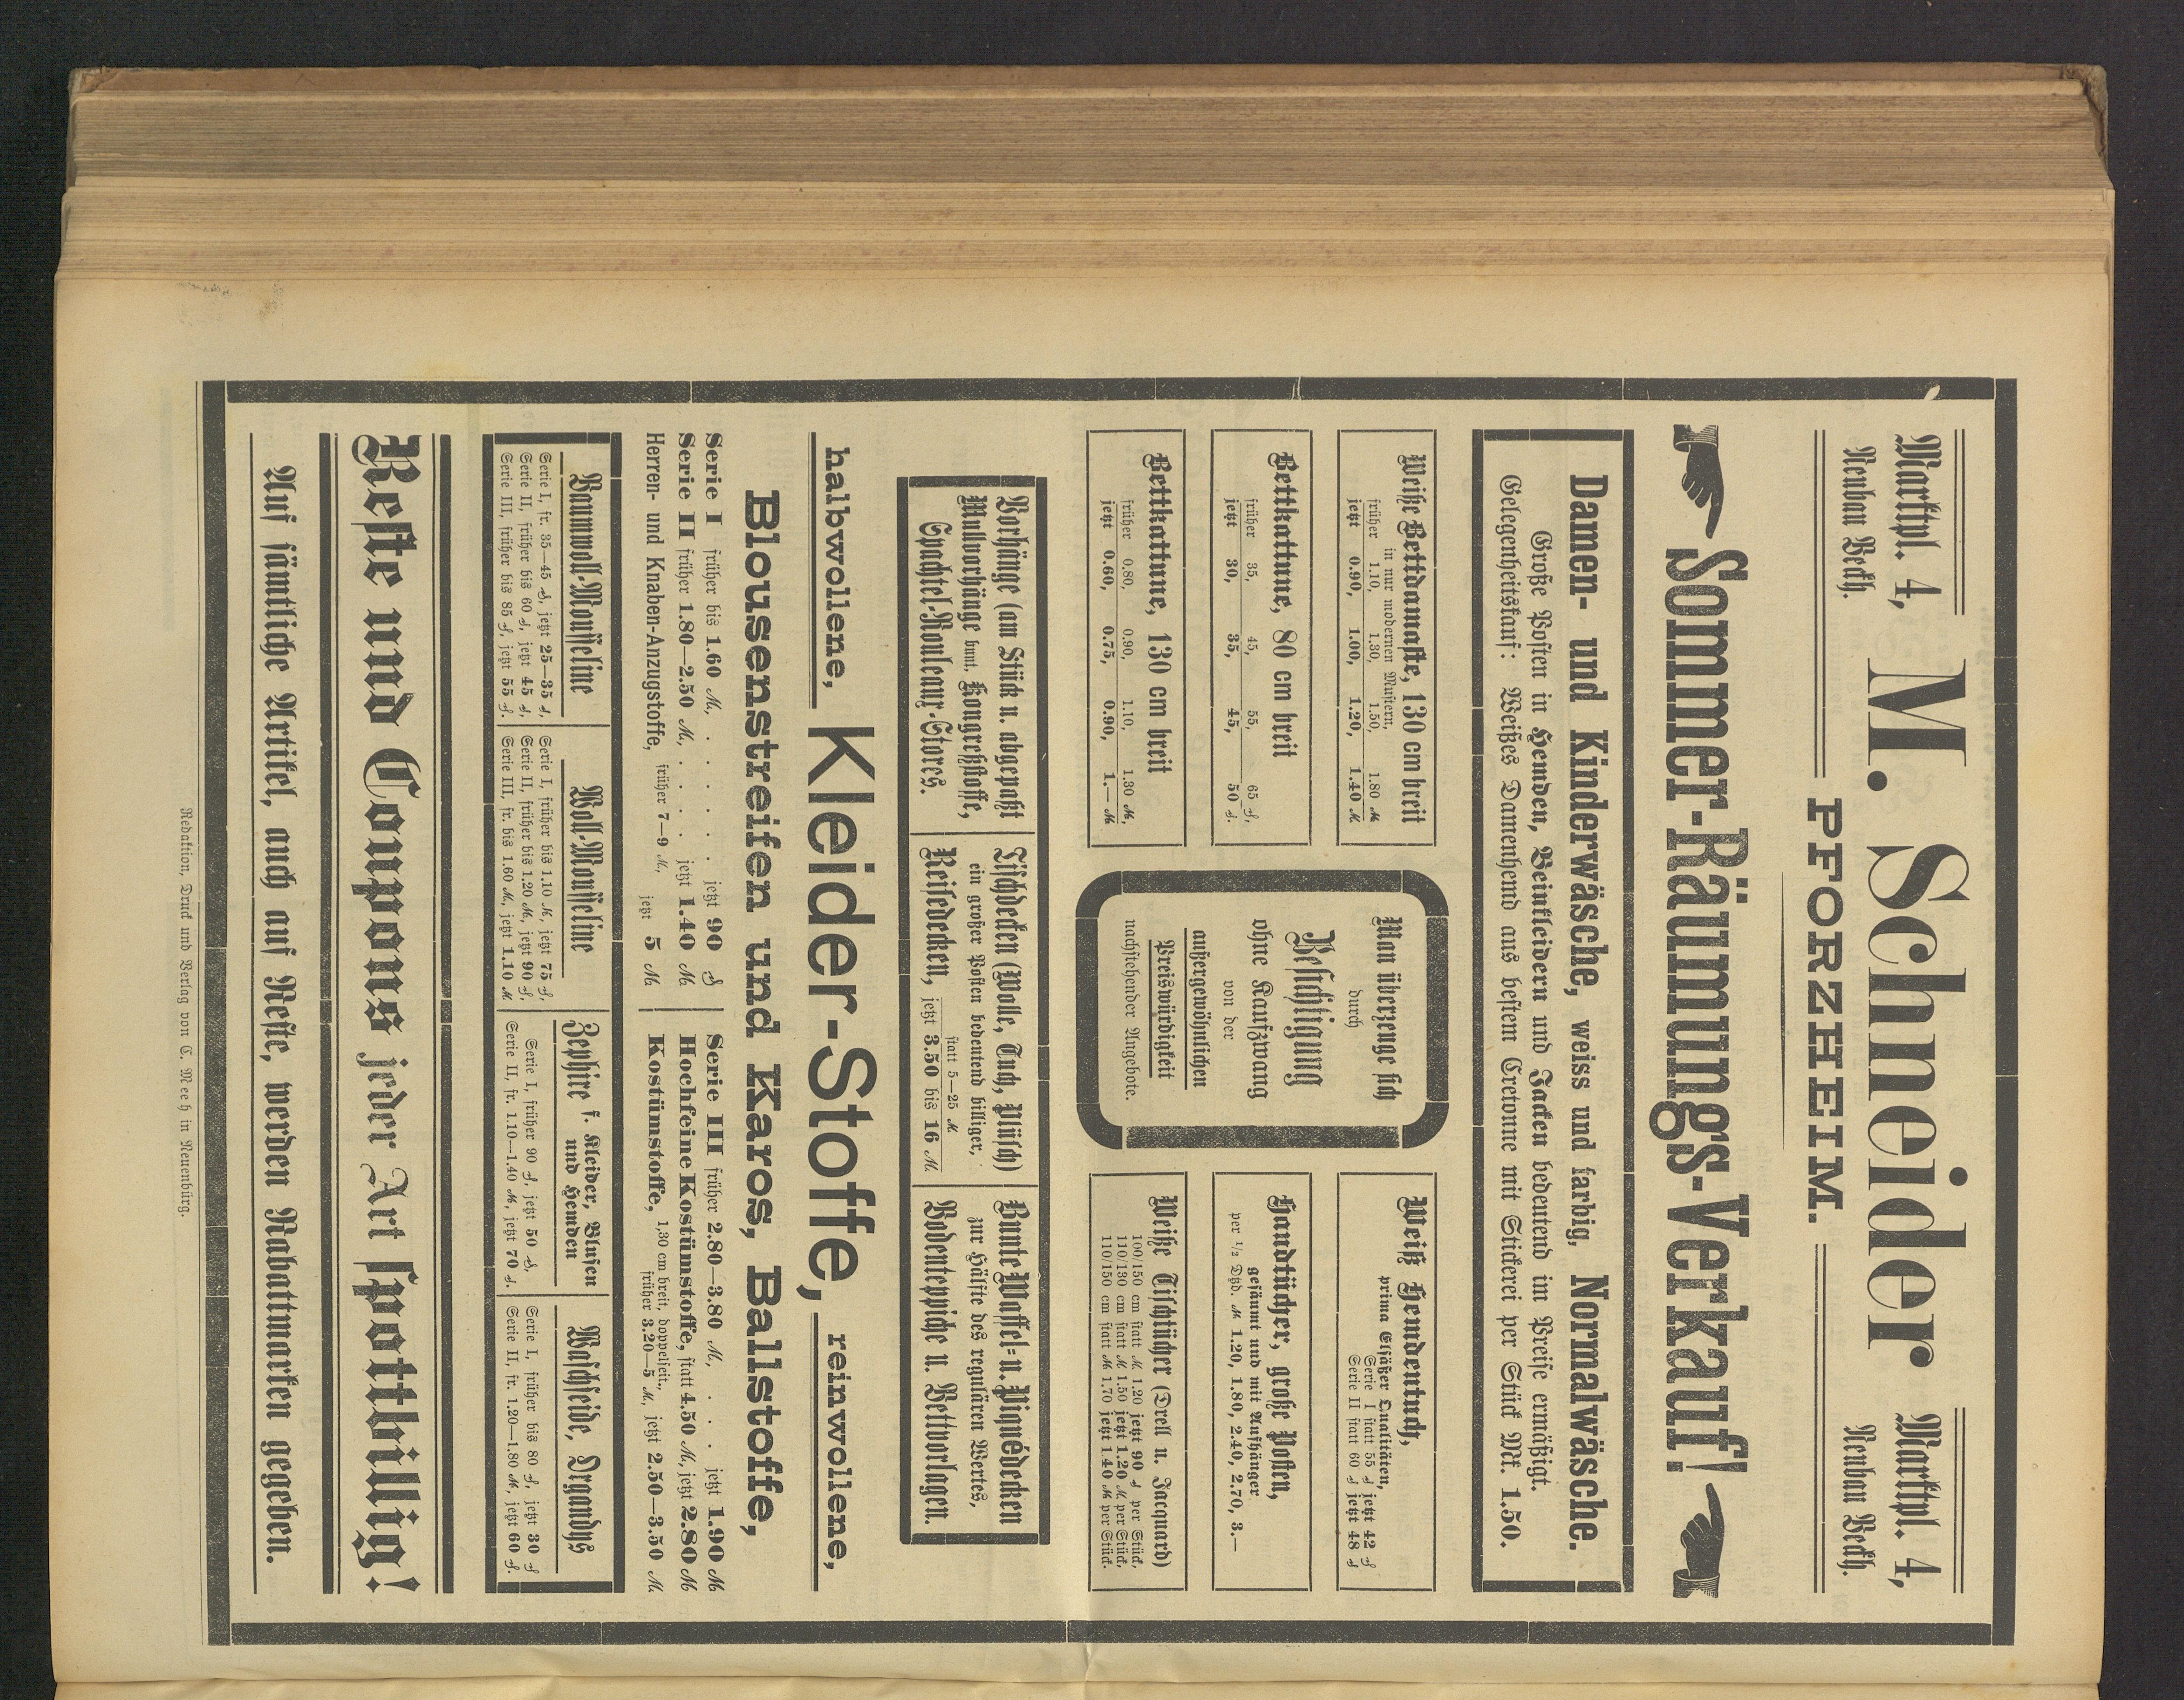 Marktpl. 4,
Neubau Beckh.
M. Schneider
PFORZHEIM.
Marktpl. 4,
Neubau Beckh.
Sommer-Räumungs-Verkauf!
Damen- und Kinderwäsche, weiss und farbig, Normalwäsche.
Große Posten in Hemden, Beinkleidern und Jacken bedeutend im Preise ermäßigt.
Gelegenheitskauf: Weißes Damenhemd aus bestem Cretonne mit Stickerei per Stück Mk. 1.50.
Weiße Bettdamaste, 130 cm breit
in nur modernen Mustern,
früher 1.10, 1.30, 1.50, 1.80 M
jetzt 0.90, 1.00, 1.20, 1.40 M
Bettkattune, 80 cm breit
früher 35, 45, 55, 65 ₰,
jetzt 30, 35, 45, 50 ₰.
Bettkattune, 130 cm breit
früher 0.80, 0.90, 1.10, 1.30 M,
jetzt 0.60, 0.75, 0.90, 1.— M
Man überzeuge sich
durch
Besichtigung
ohne Kaufzwang
von der
außergewöhnlichen
Preiswürdigkeit
nachstehender Angebote.
Weiß Hemdentuch,
prima Elsäßer Qualitäten,
Serie I statt 55 ₰ jetzt 42 ₰
Serie II statt 60 ₰ jetzt 48 ₰
Handtücher, große Posten,
gesäumt und mit Aufhänger
per 1/2 Dtzd. M 1.20, 1.80, 2.40, 2.70, 3.—
Weiße Tischtücher (Drell u. Jacquard)
100/150 cm statt M 1.20 jetzt 90 ₰ per Stück,
110/130 cm statt M 1.50 jetzt 1.20 M per Stück,
110/150 cm statt M 1.70 jetzt 1.40 M per Stück.
Vorhänge (am Stück u. abgepaßt
Mullvorhänge bunt, Kongreßstoffe,
Spachtel-Rouleaux-Stores.
Tischdecken (Wolle, Tuch, Plüsch)
ein großer Posten bedeutend billiger,
Reisedecken, statt 5—25 M
jetzt 3.50 bis 16 M.
Bunte Waffel- u. Piquédecken
zur Hälfte des regulären Wertes,
Bodenteppiche u. Bettvorlagen.
halbwollene, Kleider-Stoffe, reinwollene,
Blousenstreifen und Karos, Ballstoffe,
Serie I früher bis 1.60 M, . . . . . jetzt 90 ₰
Serie II früher 1.80—2.50 M, . . . . jetzt 1.40 M
Herren- und Knaben-Anzugstoffe, früher 7—9 M, jetzt 5 M
Serie III früher 2.80—3.80 M, . . . jetzt 1.90 M
Hochfeine Kostümstoffe, statt 4.50 M, jetzt 2.80 M
Kostümstoffe, 1,30 cm breit, doppelseit.,
früher 3.20—5 M, jetzt 2.50—3.50 M.
Baumwoll-Mousseline
Serie I, fr. 35—45 ₰, jetzt 25—35 ₰,
Serie II, früher bis 60 ₰, jetzt 45 ₰,
Serie III, früher bis 85 ₰, jetzt 55 ₰.
Woll-Mousseline
Serie I, früher bis 1.10 M, jetzt 75 ₰,
Serie II, früher bis 1.20 M, jetzt 90 ₰,
Serie III, fr. bis 1.60 M, jetzt 1.10 M
Zephire f. Kleider, Blusen
und Hemden
Serie I, früher 90 ₰, jetzt 50 ₰,
Serie II, fr. 1.10—1.40 M, jetzt 70 ₰.
Waschseide, Organdys
Serie I, früher bis 80 ₰, jetzt 30 ₰
Serie II, fr. 1.20—1.80 M, jetzt 60 ₰.
Reste und Coupons jeder Art spottbillig!
Auf sämtliche Artikel, auch auf Reste, werden Rabattmarken gegeben.
Redaktion, Druck und Verlag von C. Meeh in Neuenbürg.